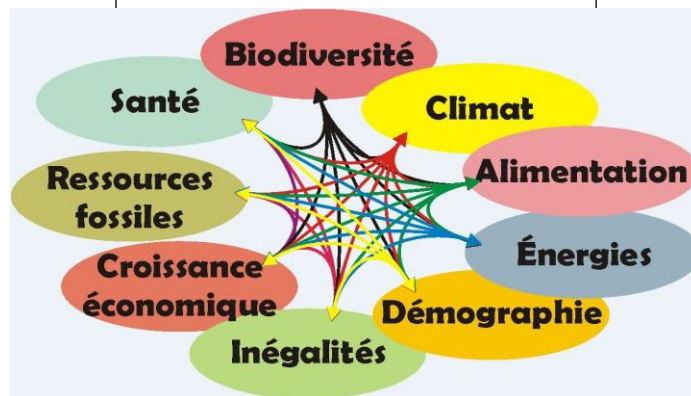 Biodiversité
Santé
Climat
Alimentation
Ressources
fossiles
Énergies
Croissance
économique
Démographie
Inégalités